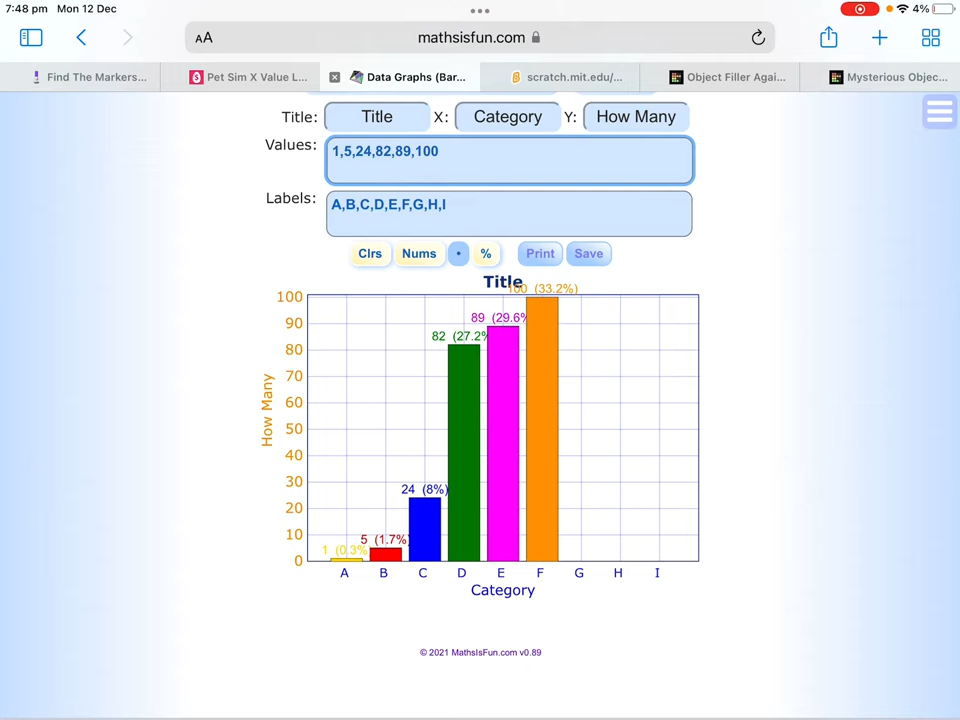 7:48 pm Mon 12 Dec
4%
AA
mathsisfun.com
Find The Markers...
Pet Sim X Value L...
Data Graphs (Bar...
scratch.mit.edu/...
Object Filler Agai...
Mysterious Objec...
Title: Title X: Category Y: How Many
Values: 1,5,24,82,89,100
Labels: A,B,C,D,E,F,G,H,I
Clrs Nums • % Print Save
Title
100 (33.2%)
89 (29.6%
82 (27.2%
24 (8%)
5 (1.7%)
1 (0.3%
100
90
80
70
60
50
40
30
20
10
0
How Many
A B C D E F G H I
Category
© 2021 MathsIsFun.com v0.89